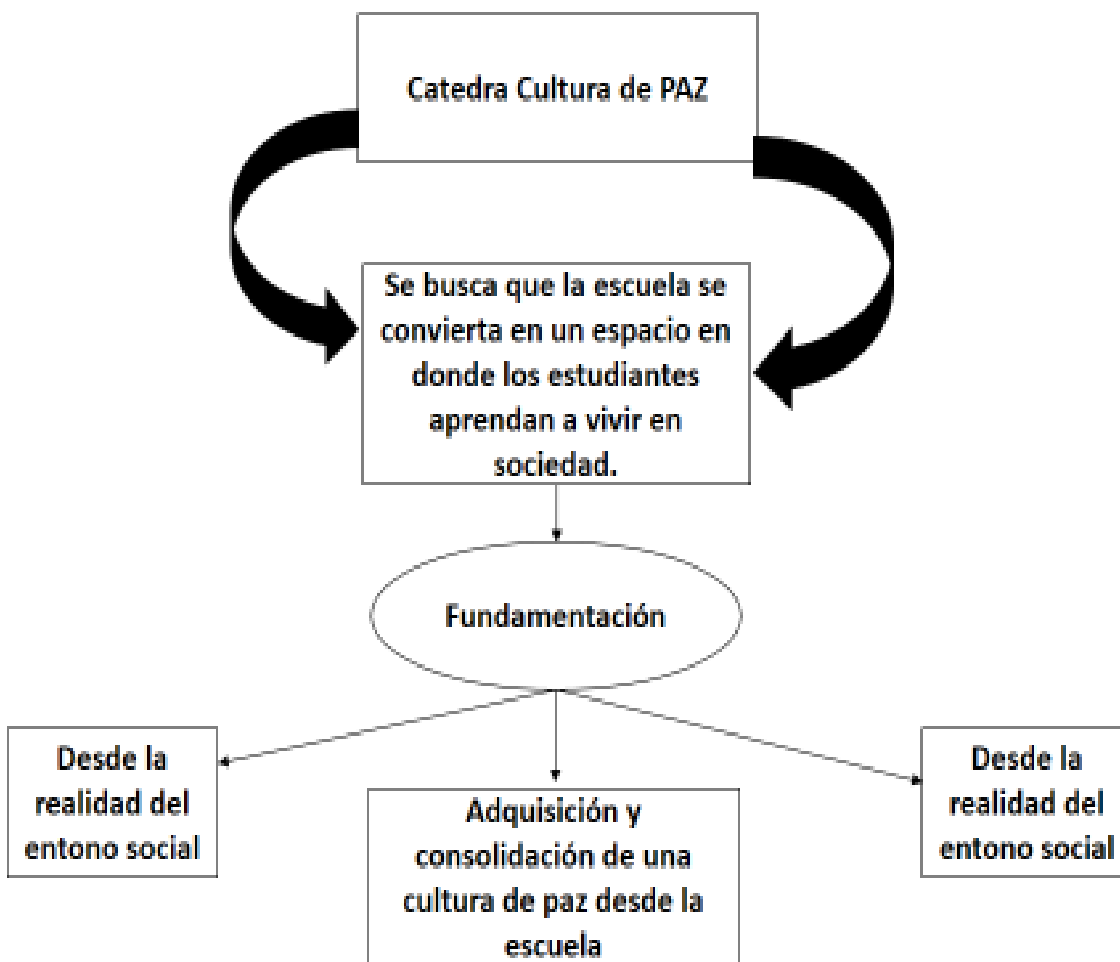 Catedra Cultura de PAZ
Se busca que la escuela se
convierta en un espacio en
donde los estudiantes
aprendan a vivir en
sociedad.
Fundamentación
Desde la
realidad del
entono social
Adquisición y
consolidación de una
cultura de paz desde la
escuela
Desde la
realidad del
entono social